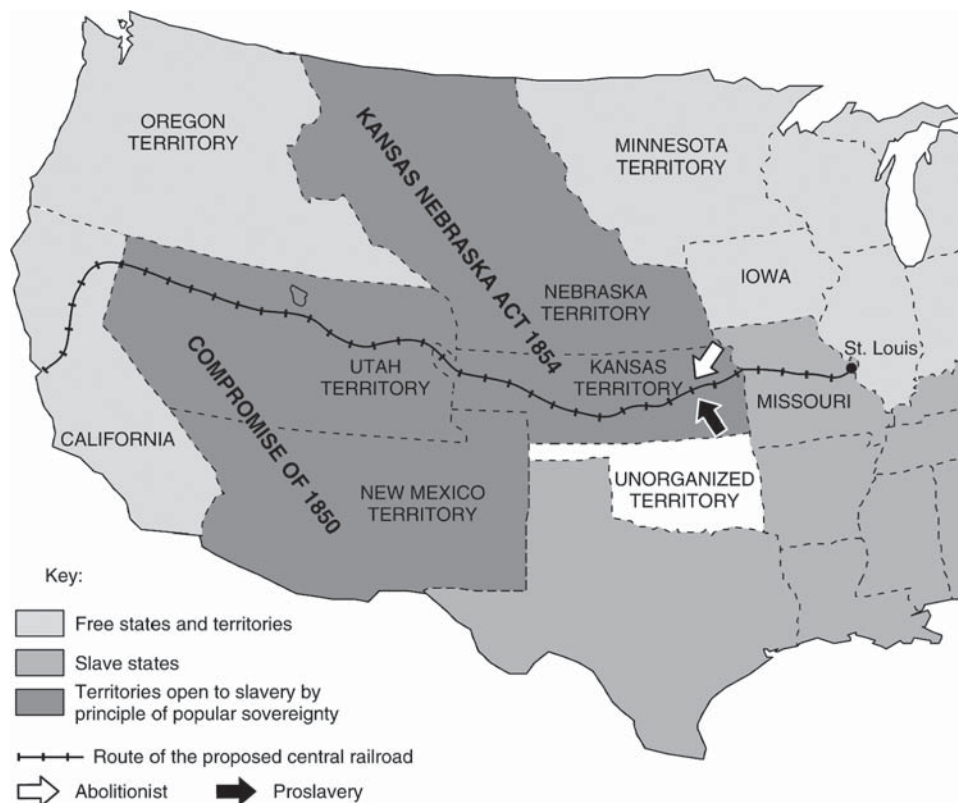 OREGON
TERRITORY
KANSAS NEBRASKA ACT 1854
MINNESOTA
TERRITORY
IOWA
NEBRASKA
TERRITORY
St. Louis
COMPROMISE OF 1850
UTAH
TERRITORY
KANSAS
TERRITORY
MISSOURI
CALIFORNIA
NEW MEXICO
TERRITORY
UNORGANIZED
TERRITORY
Key:
Free states and territories
Slave states
Territories open to slavery by
principle of popular sovereignty
Route of the proposed central railroad
Abolitionist
Proslavery